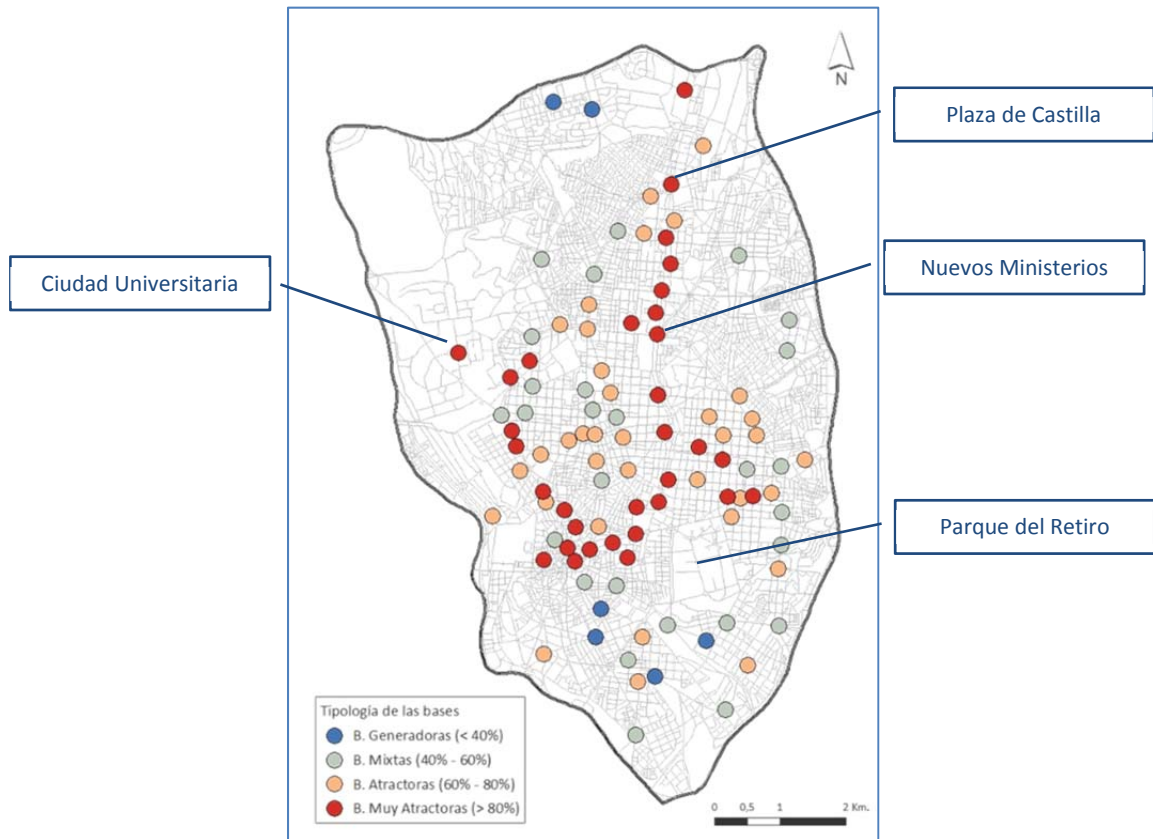 N
Plaza de Castilla
Nuevos Ministerios
Ciudad Universitaria
Parque del Retiro
Tipología de las bases
B. Generadoras (< 40%)
B. Mixtas (40% - 60%)
B. Atractoras (60% - 80%)
B. Muy Atractoras (> 80%)
0 0,5 1 2 Km.